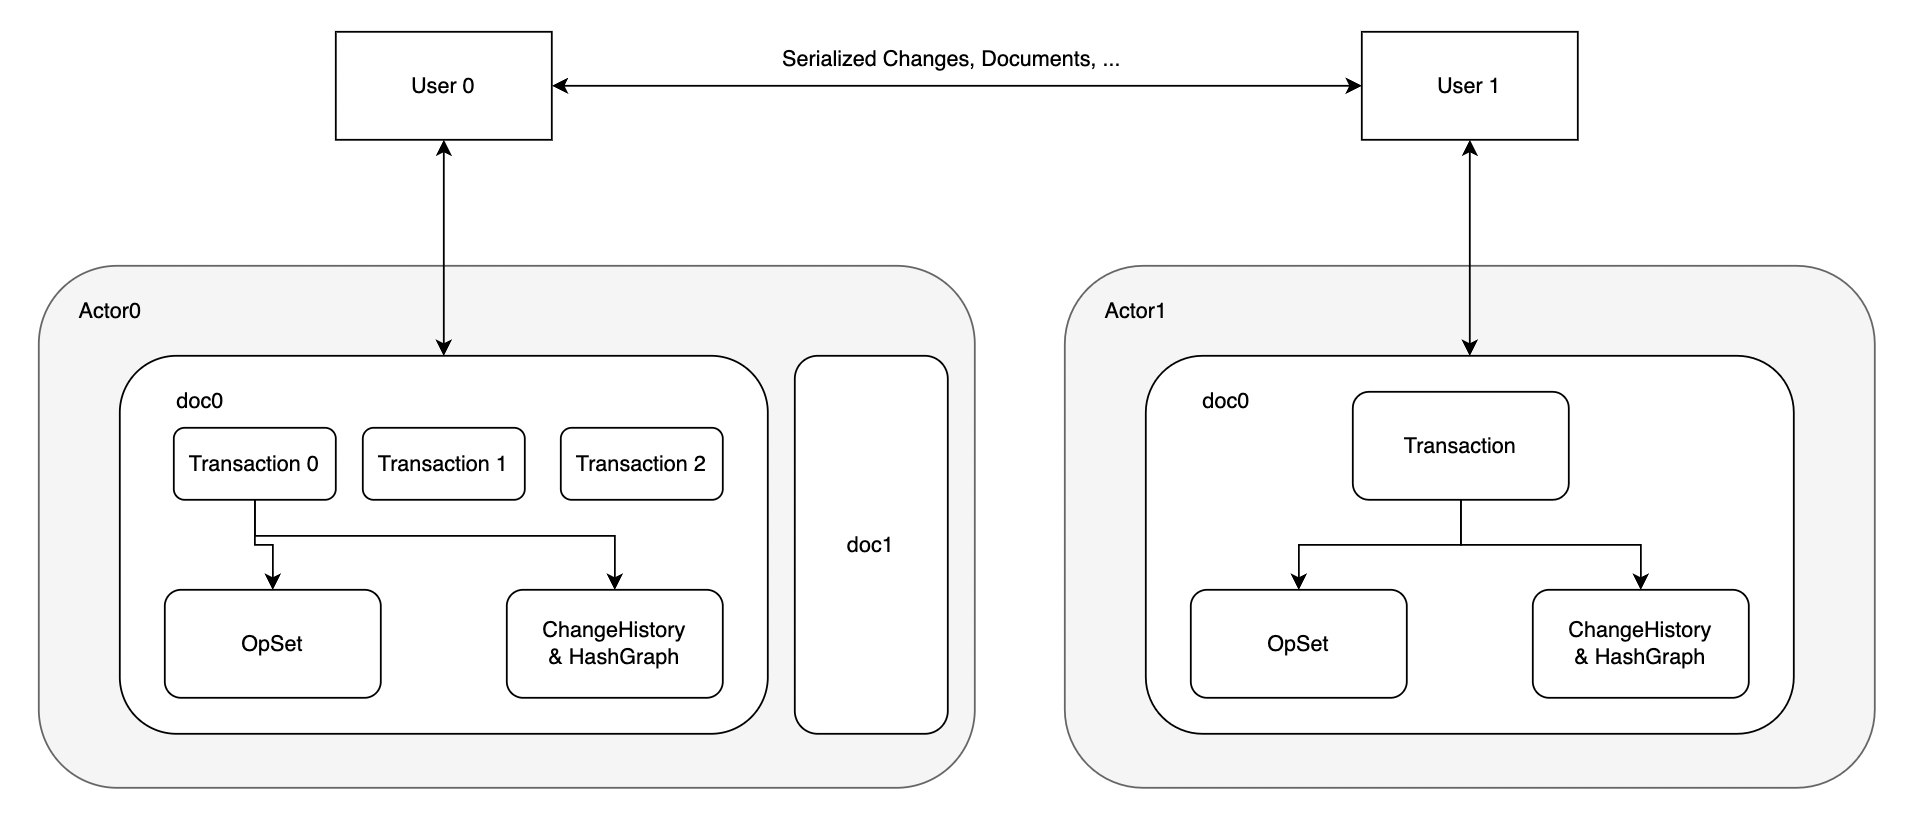 Serialized Changes, Documents, ...
User 0
User 1
Actor0
doc0
Transaction 0
Transaction 1
Transaction 2
OpSet
ChangeHistory
& HashGraph
doc1
Actor1
doc0
Transaction
OpSet
ChangeHistory
& HashGraph